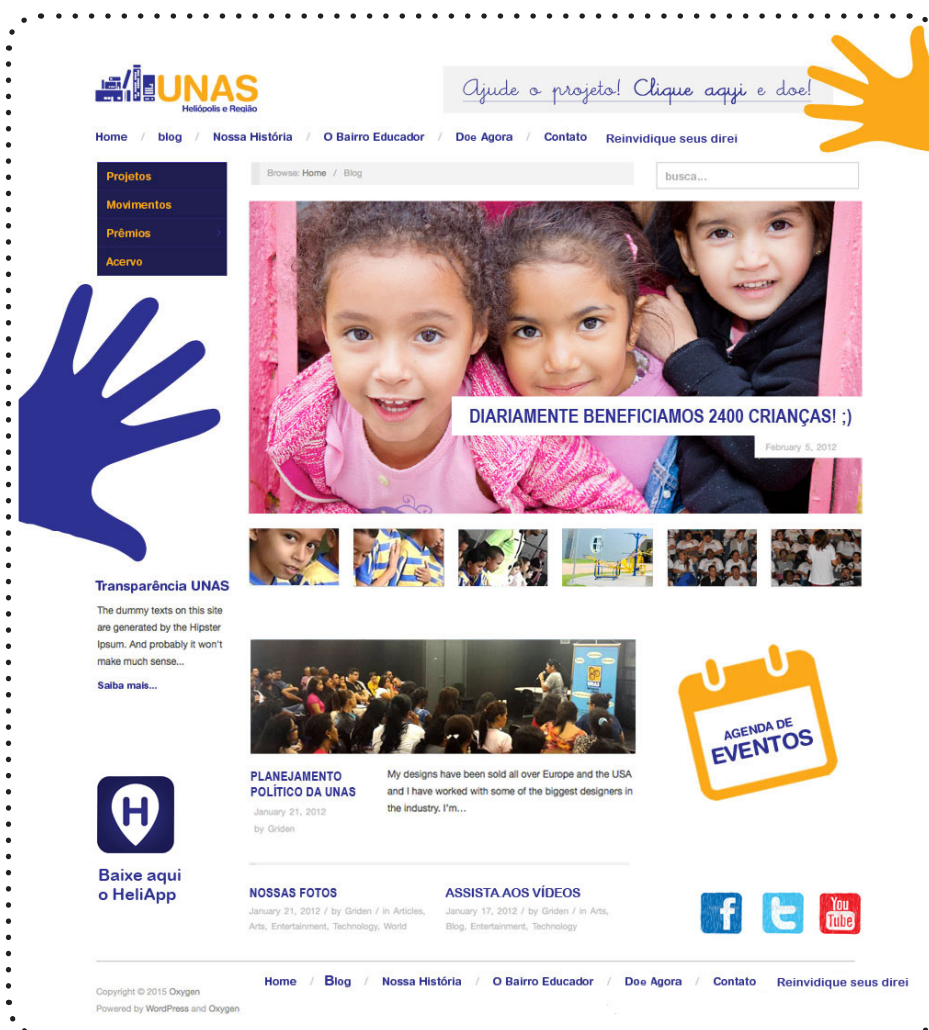 UNAS
Heliópolis e Região
Ajude o projeto! Clique aqui e doe!
Home / blog / Nossa História / O Bairro Educador / Doe Agora / Contato Reinvidique seus direi
Projetos
Movimentos
Prêmios
Acervo
Browse: Home / Blog
busca...
DIARIAMENTE BENEFICIAMOS 2400 CRIANÇAS! ;)
February 5, 2012
Transparência UNAS
The dummy texts on this site
are generated by the Hipster
Ipsum. And probably it won't
make much sense...
Saiba mais...
UNAS
AGENDA DE
EVENTOS
PLANEJAMENTO
POLÍTICO DA UNAS
January 21, 2012
by Griden
My designs have been sold all over Europe and the USA
and I have worked with some of the biggest designers in
the industry. I'm...
H
Baixe aqui
o HeliApp
NOSSAS FOTOS
January 21, 2012 / by Griden / in Articles,
Arts, Entertainment, Technology, World
ASSISTA AOS VÍDEOS
January 17, 2012 / by Griden / in Arts,
Blog, Entertainment, Technology
f
t
You
Tube
Home / Blog / Nossa História / O Bairro Educador / Doe Agora / Contato Reinvidique seus direi
Copyright © 2015 Oxygen
Powered by WordPress and Oxygen